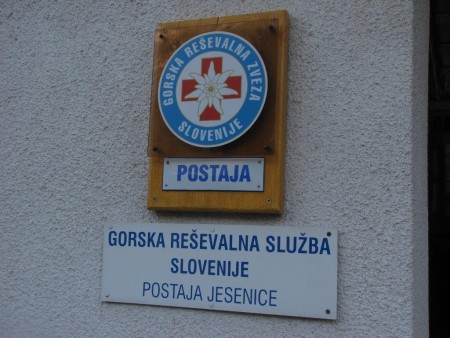 GORSKA REŠEVALNA ZVEZA
SLOVENIJE
POSTAJA
GORSKA REŠEVALNA SLUŽBA
SLOVENIJE
POSTAJA JESENICE